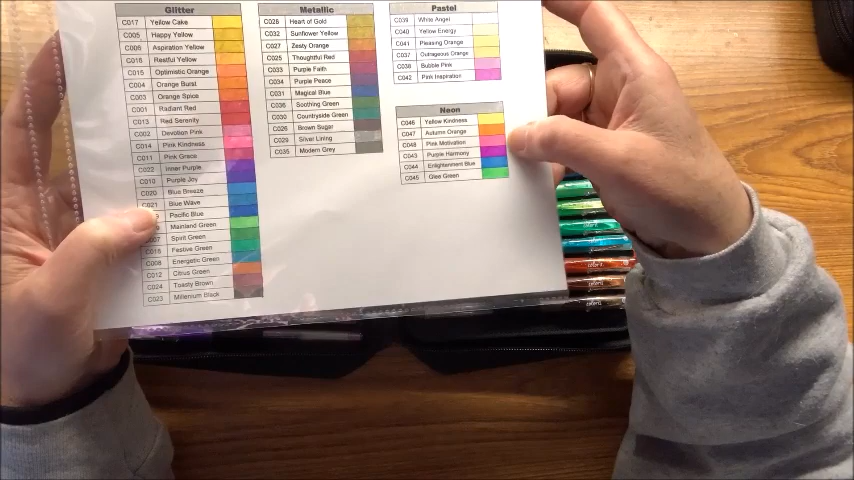 Glitter
C017 Yellow Cake
C005 Happy Yellow
C006 Aspiration Yellow
C016 Restful Yellow
C015 Optimistic Orange
C004 Orange Burst
C003 Orange Spice
C001 Radiant Red
C013 Red Serenity
C002 Devotion Pink
C014 Pink Kindness
C011 Pink Grace
C022 Inner Purple
C010 Purple Joy
C020 Blue Breeze
C021 Blue Wave
Pacific Blue
Mainland Green
Spirit Green
C018 Festive Green
C008 Energetic Green
C012 Citrus Green
C024 Toasty Brown
C023 Millenium Black
Metallic
C028 Heart of Gold
C032 Sunflower Yellow
C027 Zesty Orange
C025 Thoughtful Red
C033 Purple Faith
C034 Purple Peace
C031 Magical Blue
C036 Soothing Green
C030 Countryside Green
C026 Brown Sugar
C029 Silver Lining
C035 Modern Grey
Pastel
C039 White Angel
C040 Yellow Energy
C041 Pleasing Orange
C037 Outrageous Orange
C038 Bubble Pink
C042 Pink Inspiration
Neon
C046 Yellow Kindness
C047 Autumn Orange
C048 Pink Motivation
C043 Purple Harmony
C044 Enlightenment Blue
C045 Glee Green